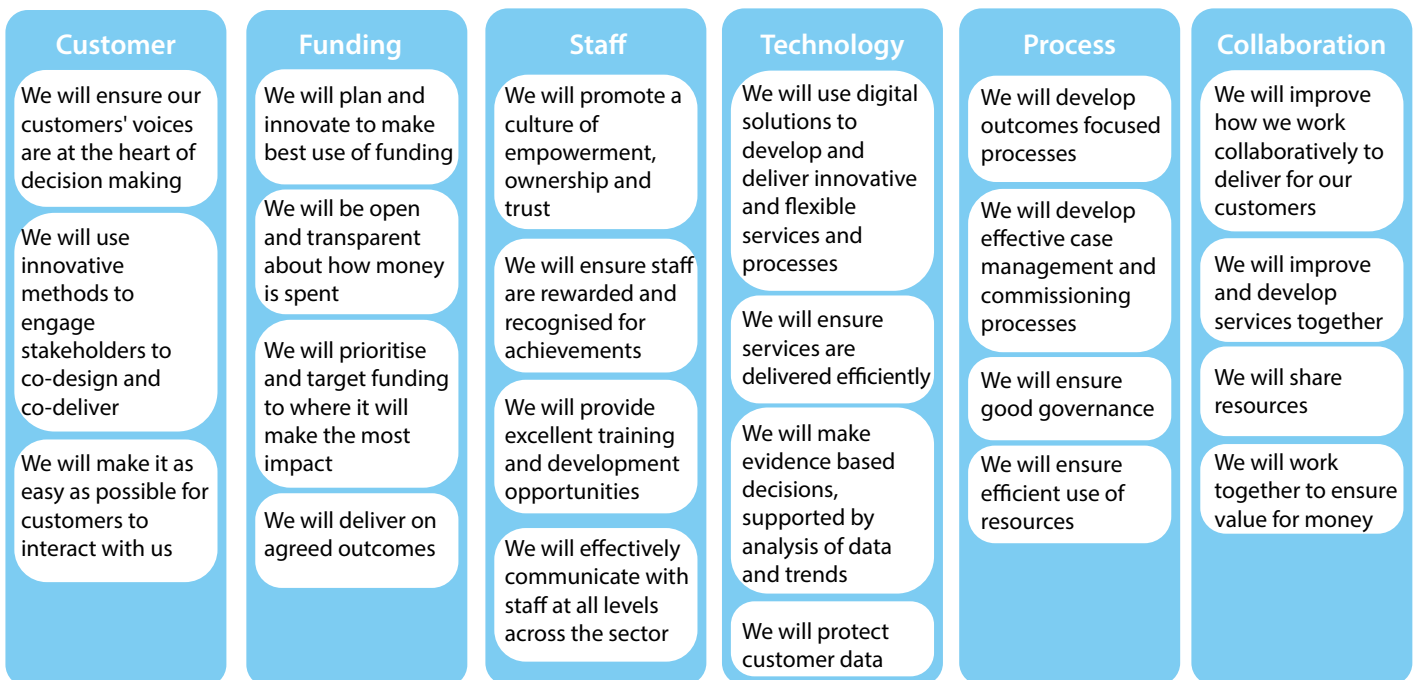 Customer
We will ensure our
customers' voices
are at the heart of
decision making
We will use
innovative
methods to
engage
stakeholders to
co-design and
co-deliver
We will make it as
easy as possible for
customers to
interact with us
Funding
We will plan and
innovate to make
best use of funding
We will be open
and transparent
about how money
is spent
We will prioritise
and target funding
to where it will
make the most
impact
We will deliver on
agreed outcomes
Staff
We will promote a
culture of
empowerment,
ownership and
trust
We will ensure staff
are rewarded and
recognised for
achievements
We will provide
excellent training
and development
opportunities
We will effectively
communicate with
staff at all levels
across the sector
Technology
We will use digital
solutions to
develop and
deliver innovative
and flexible
services and
processes
We will ensure
services are
delivered efficiently
We will make
evidence based
decisions,
supported by
analysis of data
and trends
We will protect
customer data
Process
We will develop
outcomes focused
processes
We will develop
effective case
management and
commissioning
processes
We will ensure
good governance
We will ensure
efficient use of
resources
Collaboration
We will improve
how we work
collaboratively to
deliver for our
customers
We will improve
and develop
services together
We will share
resources
We will work
together to ensure
value for money